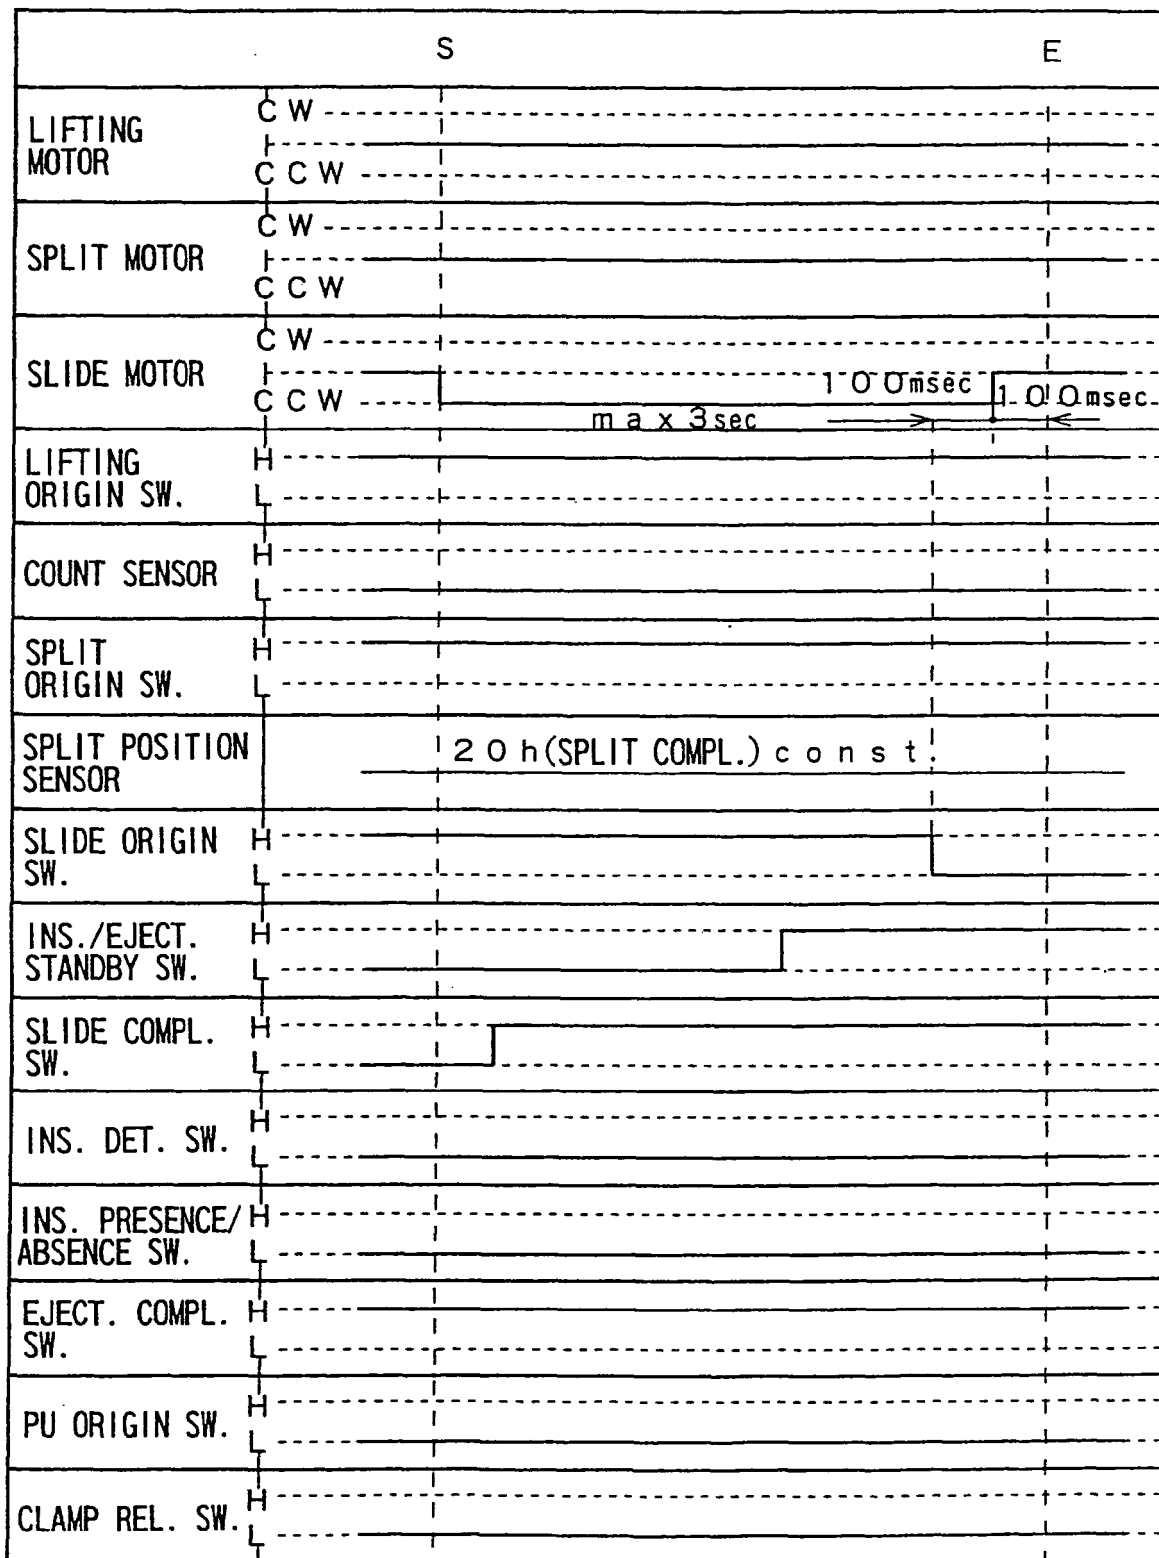 S E
LIFTING
MOTOR
CW
CCW
SPLIT MOTOR
CW
CCW
SLIDE MOTOR
CW
CCW
100msec
100msec
max 3sec
LIFTING
ORIGIN SW.
H
L
COUNT SENSOR
H
L
SPLIT
ORIGIN SW.
H
L
SPLIT POSITION
SENSOR
20h(SPLIT COMPL.) const.
SLIDE ORIGIN
SW.
H
L
INS./EJECT.
STANDBY SW.
H
L
SLIDE COMPL.
SW.
H
L
INS. DET. SW.
H
L
INS. PRESENCE/
ABSENCE SW.
H
L
EJECT. COMPL.
SW.
H
L
PU ORIGIN SW.
H
L
CLAMP REL. SW.
H
L